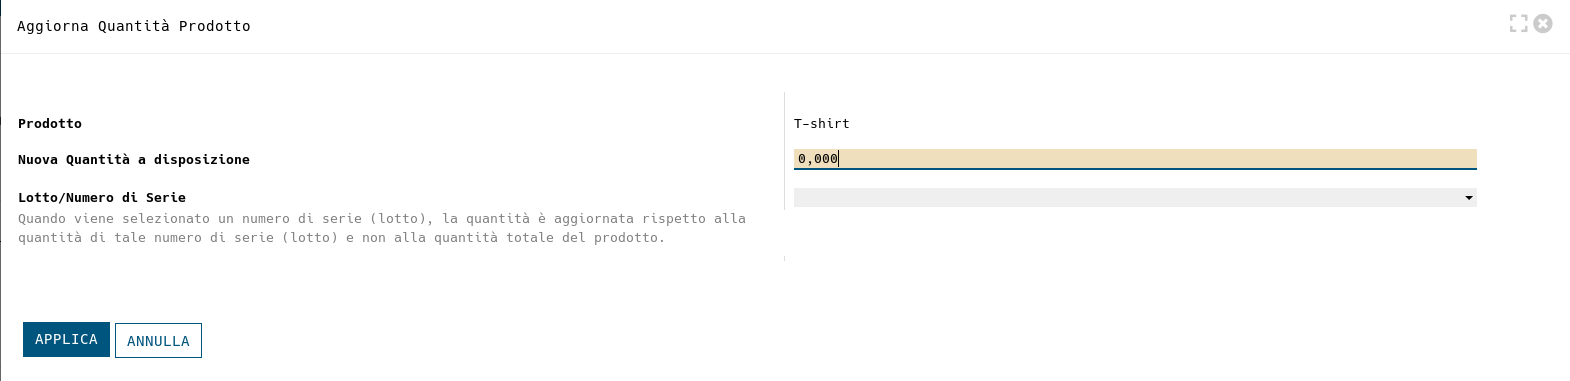 Aggiorna Quantità Prodotto
Prodotto
T-shirt
Nuova Quantità a disposizione
0,000
Lotto/Numero di Serie
Quando viene selezionato un numero di serie (lotto), la quantità è aggiornata rispetto alla
quantità di tale numero di serie (lotto) e non alla quantità totale del prodotto.
APPLICA
ANNULLA